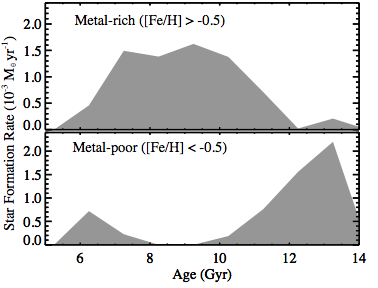 Metal-rich ([Fe/H] > -0.5)
2.0
1.5
1.0
0.5
0.0
Metal-poor ([Fe/H] < -0.5)
2.0
1.5
1.0
0.5
0.0
6 8 10 12 14
Age (Gyr)
Star Formation Rate (10⁻³ M⊙ yr⁻¹)